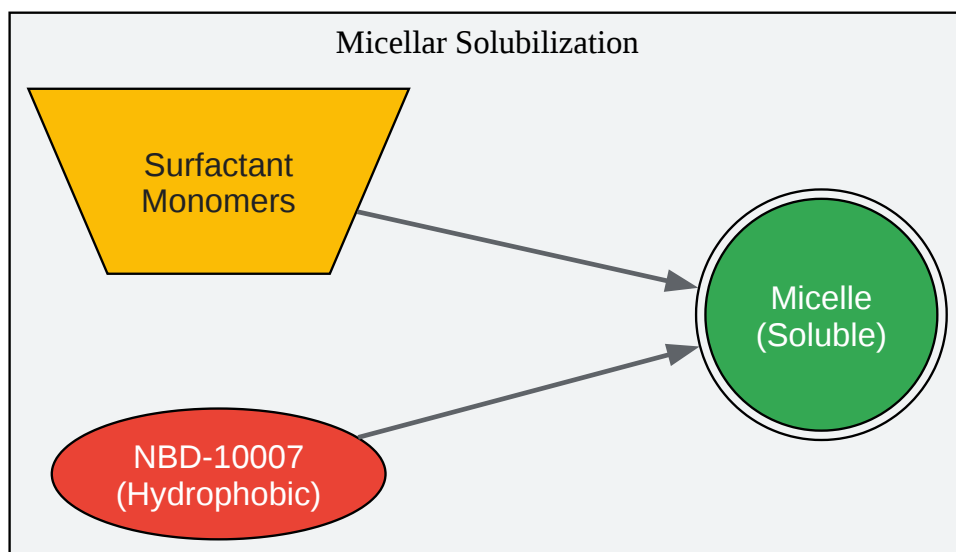 Micellar Solubilization
Surfactant
Monomers
Micelle
(Soluble)
NBD-10007
(Hydrophobic)